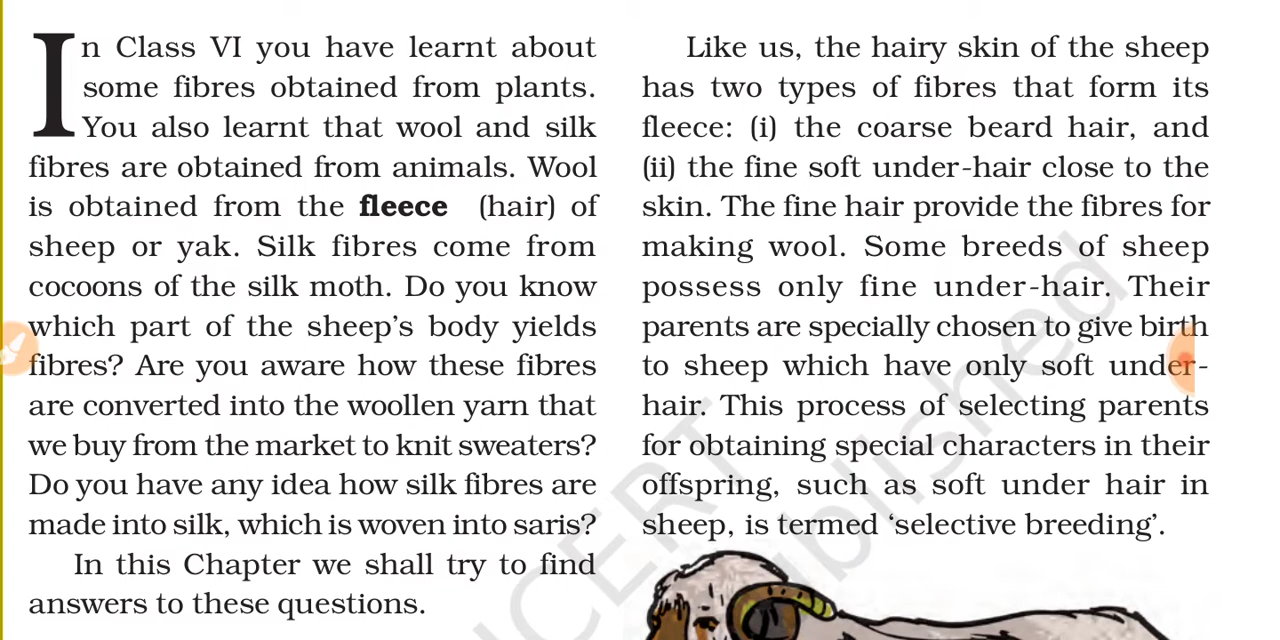 In Class VI you have learnt about
some fibres obtained from plants.
You also learnt that wool and silk
fibres are obtained from animals. Wool
is obtained from the fleece (hair) of
sheep or yak. Silk fibres come from
cocoons of the silk moth. Do you know
which part of the sheep's body yields
fibres? Are you aware how these fibres
are converted into the woollen yarn that
we buy from the market to knit sweaters?
Do you have any idea how silk fibres are
made into silk, which is woven into saris?
In this Chapter we shall try to find
answers to these questions.
Like us, the hairy skin of the sheep
has two types of fibres that form its
fleece: (i) the coarse beard hair, and
(ii) the fine soft under-hair close to the
skin. The fine hair provide the fibres for
making wool. Some breeds of sheep
possess only fine under-hair. Their
parents are specially chosen to give birth
to sheep which have only soft under-
hair. This process of selecting parents
for obtaining special characters in their
offspring, such as soft under hair in
sheep, is termed ‘selective breeding’.
NCERT
published